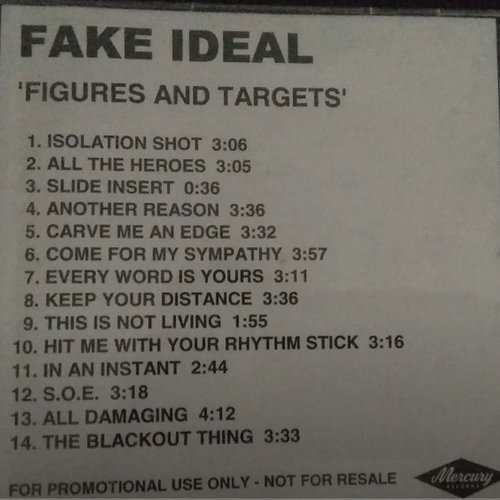 FAKE IDEAL
'FIGURES AND TARGETS'
1. ISOLATION SHOT 3:06
2. ALL THE HEROES 3:05
3. SLIDE INSERT 0:36
4. ANOTHER REASON 3:36
5. CARVE ME AN EDGE 3:32
6. COME FOR MY SYMPATHY 3:57
7. EVERY WORD IS YOURS 3:11
8. KEEP YOUR DISTANCE 3:36
9. THIS IS NOT LIVING 1:55
10. HIT ME WITH YOUR RHYTHM STICK 3:16
11. IN AN INSTANT 2:44
12. S.O.E. 3:18
13. ALL DAMAGING 4:12
14. THE BLACKOUT THING 3:33
FOR PROMOTIONAL USE ONLY - NOT FOR RESALE
Mercury
RECORDS